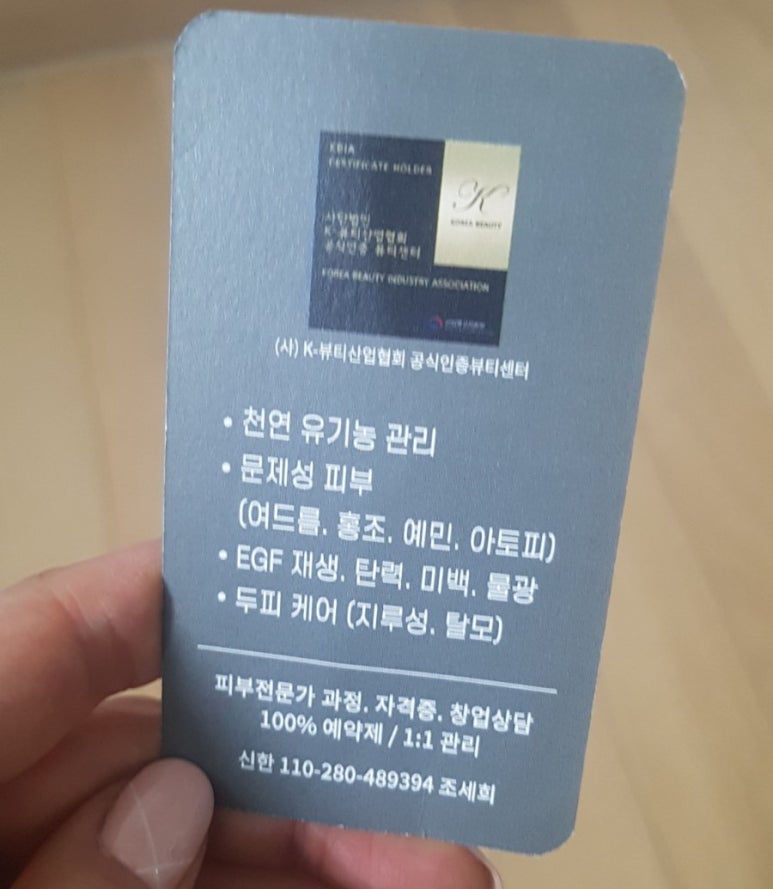 KBIA
CERTIFICATE HOLDER
K
KOREA BEAUTY
사단법인
K-뷰티산업협회
공식인증 뷰티센터
KOREA BEAUTY INDUSTRY ASSOCIATION
(사) K-뷰티산업협회 공식인증뷰티센터
• 천연 유기농 관리
• 문제성 피부
(여드름. 홍조. 예민. 아토피)
• EGF 재생. 탄력. 미백. 물광
• 두피 케어 (지루성. 탈모)
피부전문가 과정. 자격증. 창업상담
100% 예약제 / 1:1 관리
신한 110-280-489394 조세희